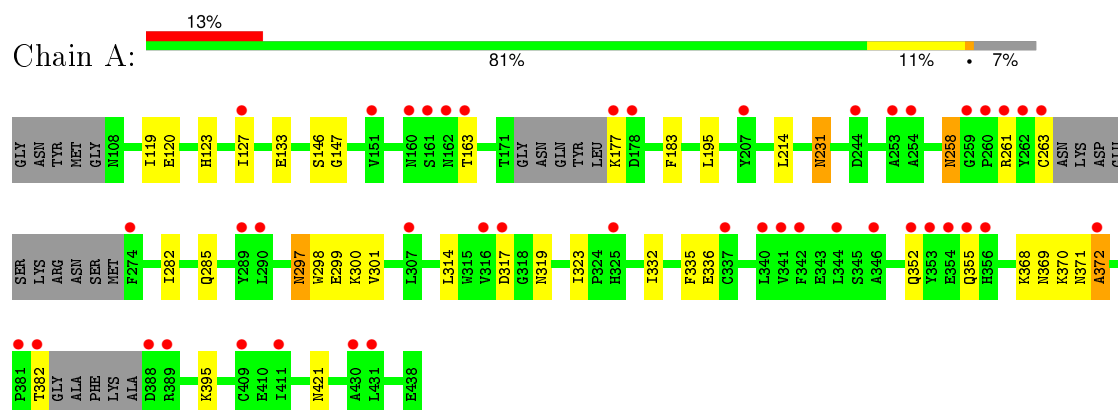 13%
Chain A:
81% 11% • 7%
GLY ASN TYR MET GLY N108 I119 E120 H123 I127 E133 S146 G147 V151 N160 S161 N162 T163 T171 GLY ASN GLN TYR LEU K177 D178 F183 L195 Y207 L214 N231 D244 A253 A254 N258 G259 P260 R261 Y262 C263 ASN LYS ASP GLU
SER LYS ARG ASN SER MET F274 I282 Q285 Y289 L290 N297 W298 E299 K300 V301 L307 L314 W315 V316 D317 G318 N319 I323 P324 H325 I332 F335 E336 C337 L340 V341 F342 E343 L344 S345 A346 Q352 Y353 E354 Q355 H356 K368 N369 K370 N371 A372
P381 T382 GLY ALA PHE LYS ALA D388 R389 K395 C409 E410 I411 N421 A430 L431 E438